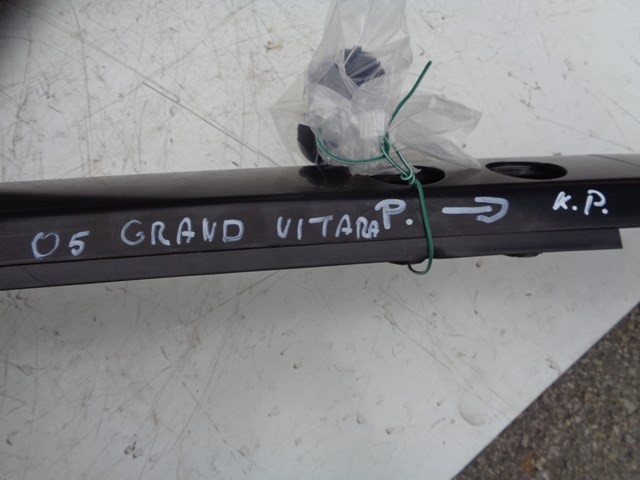 05 GRAND VITARA P. → K.P.